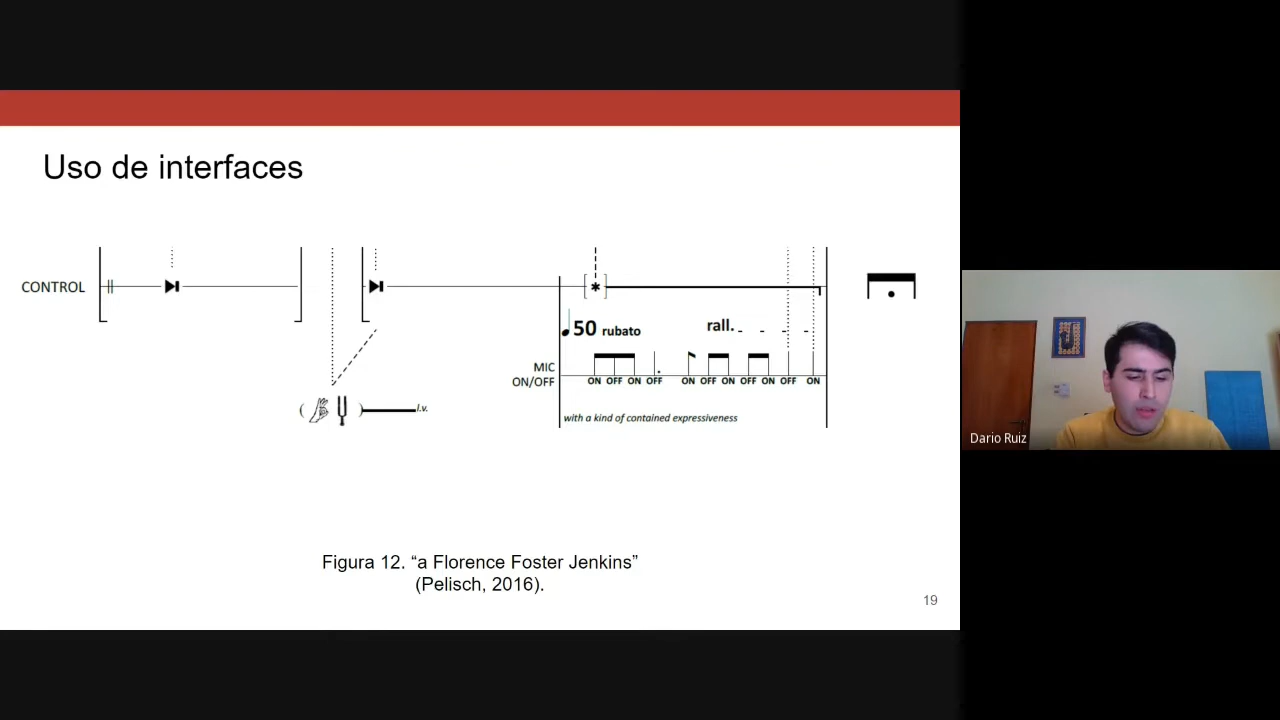 Uso de interfaces
CONTROL
50 rubato
rall.
MIC
ON/OFF
ON OFF ON OFF ON OFF ON OFF ON OFF ON
l.v.
with a kind of contained expressiveness
Dario Ruiz
Figura 12. “a Florence Foster Jenkins”
(Pelisch, 2016).
19